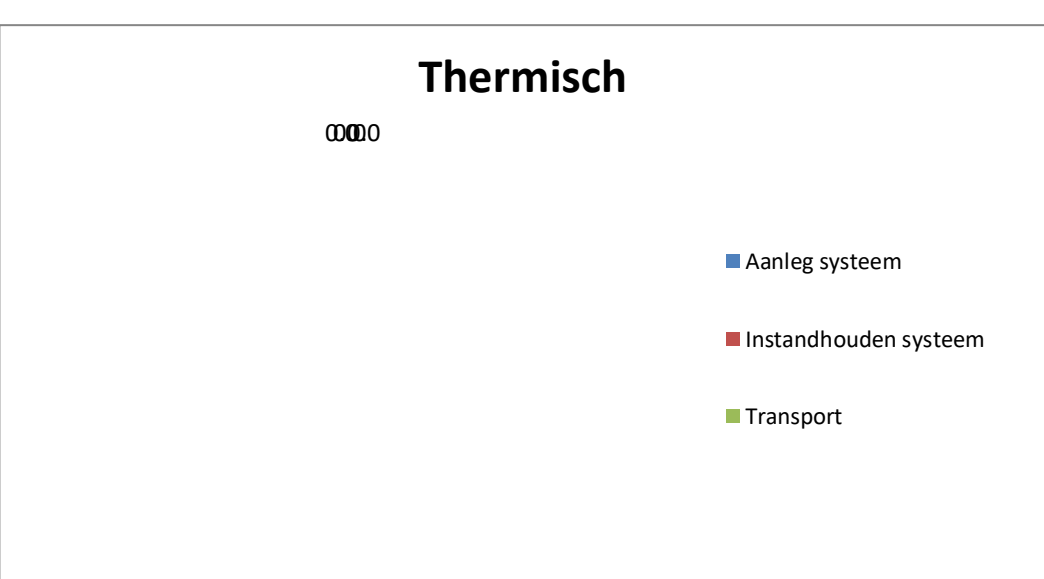 Thermisch
Aanleg systeem
Instandhouden systeem
Transport